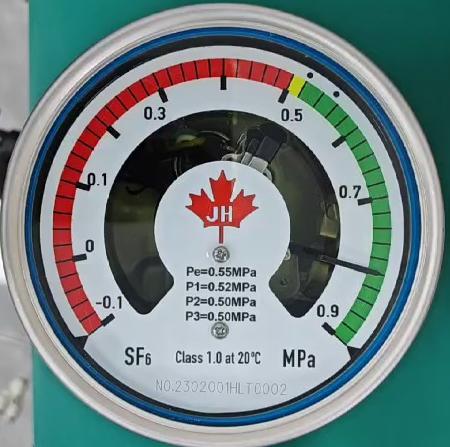 0.3
0.5
0.1
0.7
0
-0.1
0.9
JH
Pe=0.55MPa
P1=0.52MPa
P2=0.50MPa
P3=0.50MPa
SF6 Class 1.0 at 20°C MPa
NO.2302001HLT0002